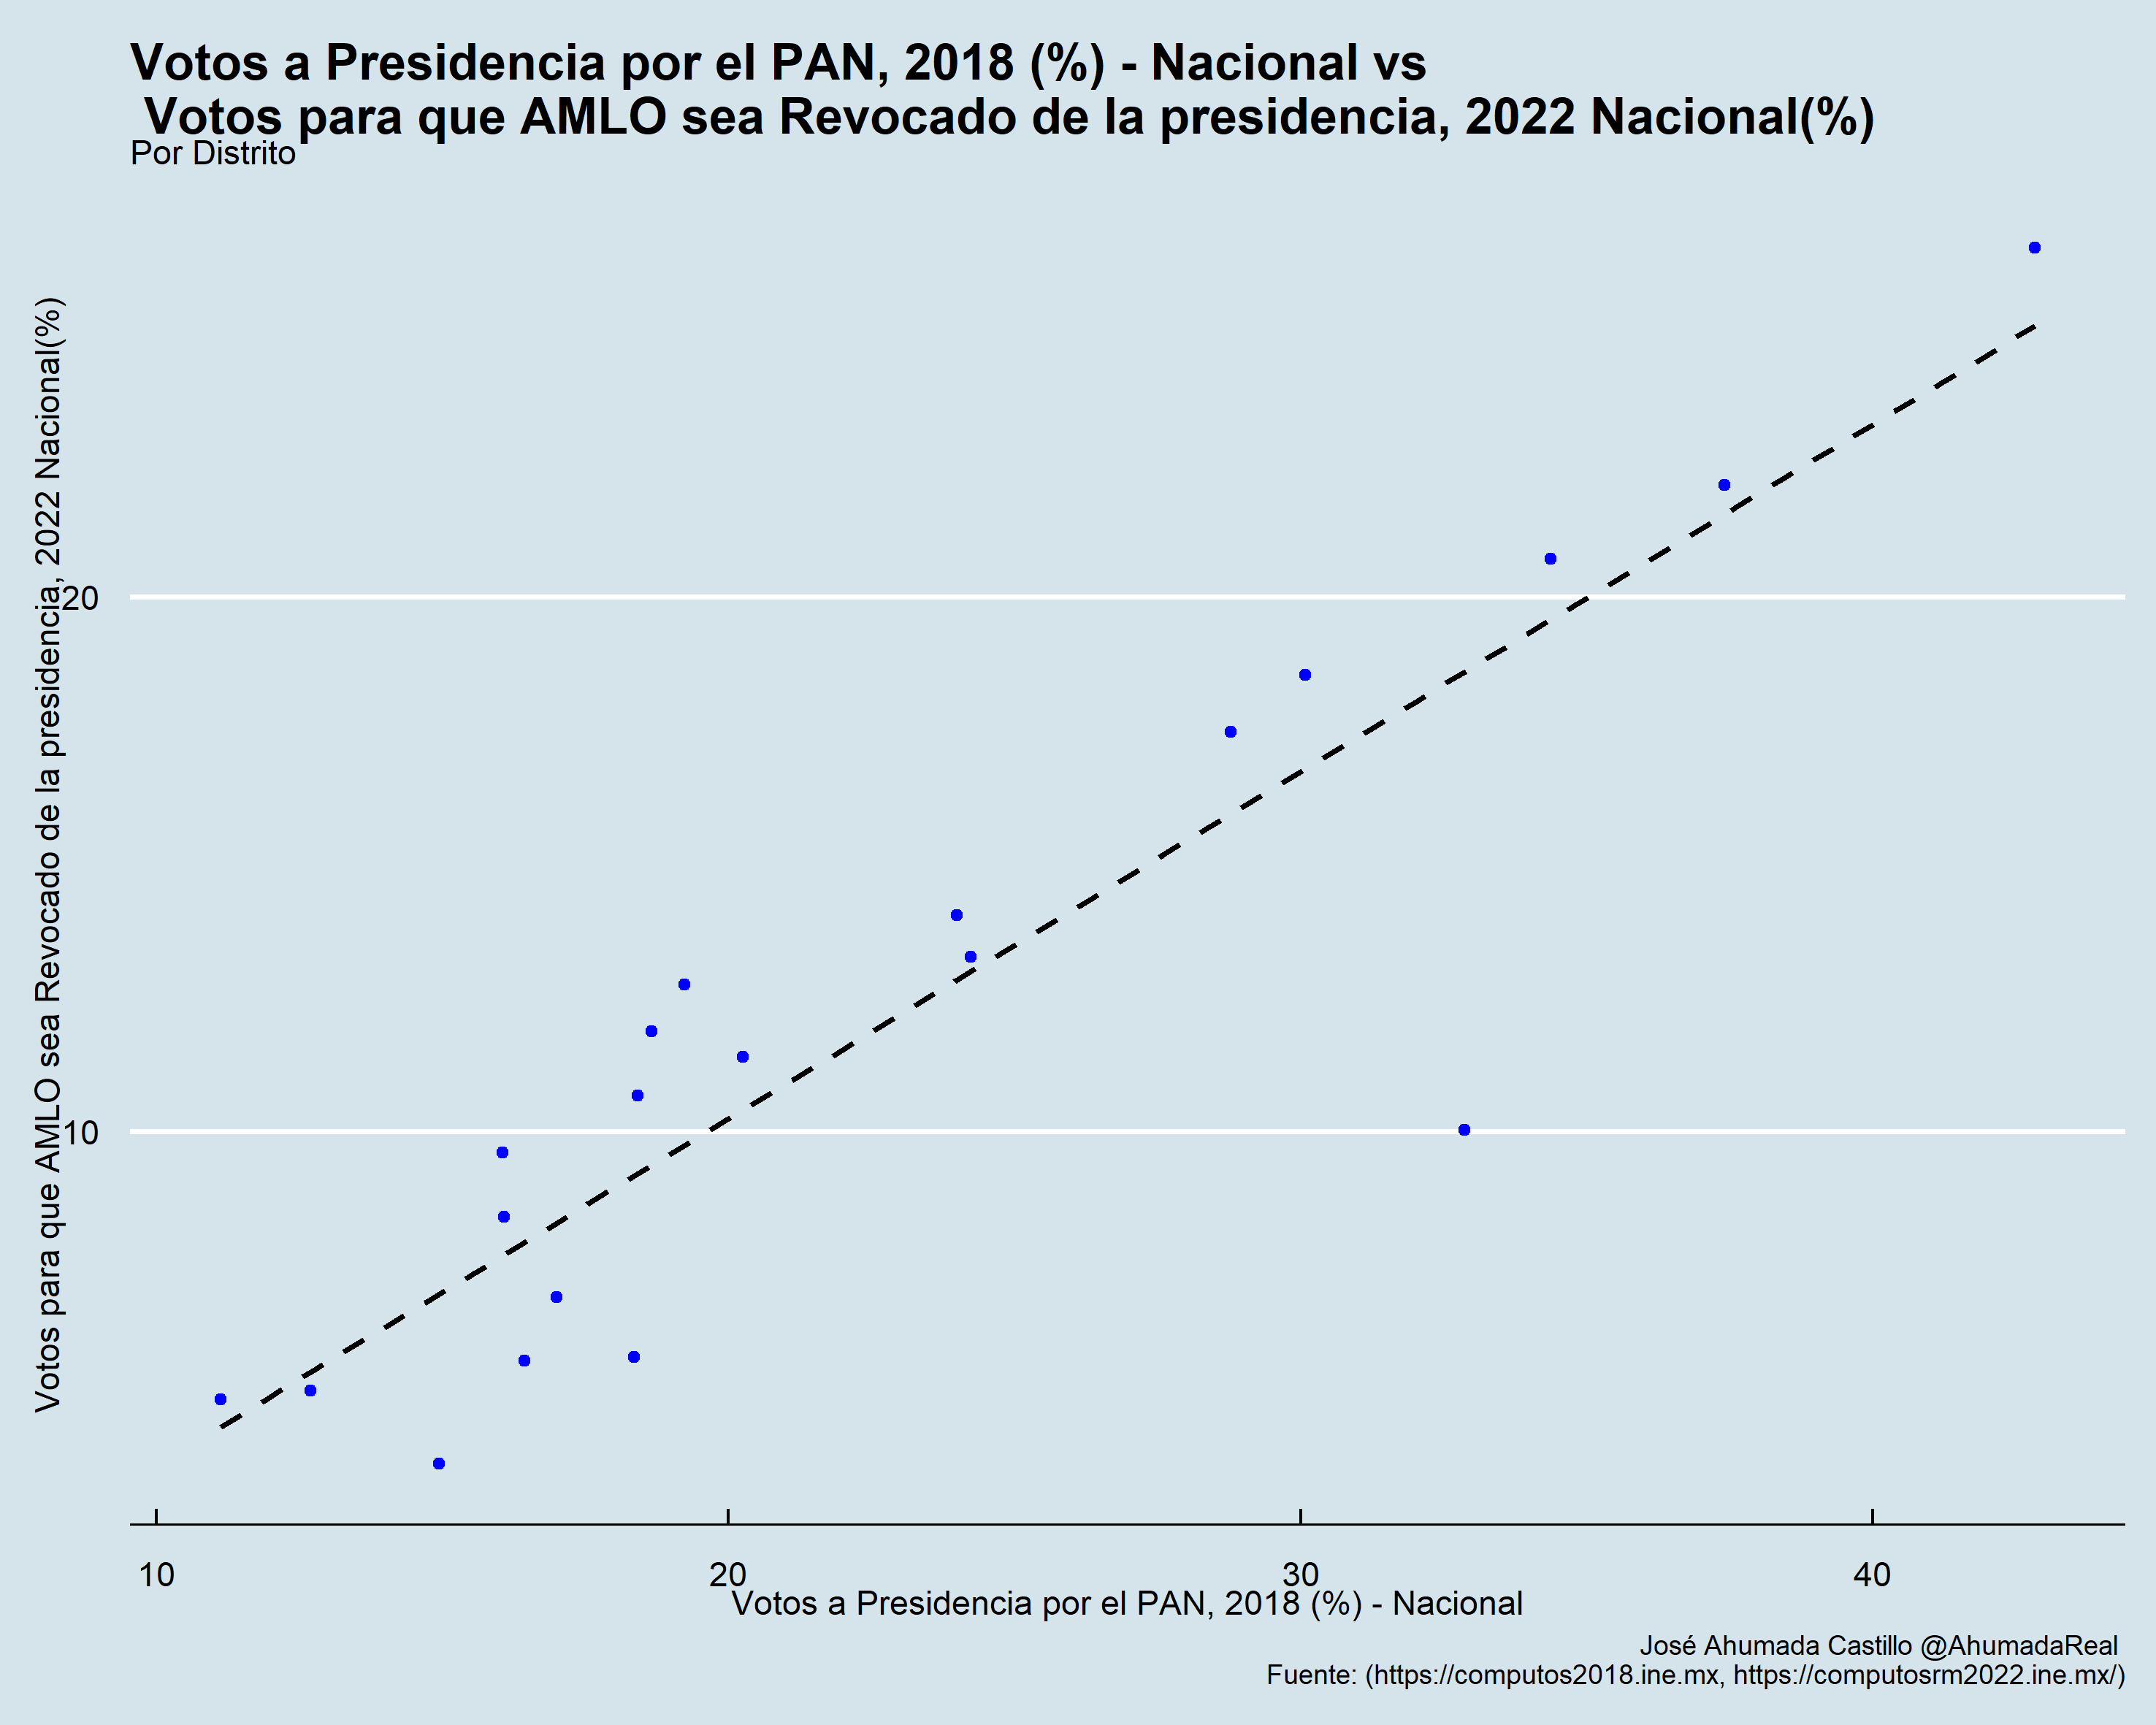 Votos a Presidencia por el PAN, 2018 (%) - Nacional vs
Votos para que AMLO sea Revocado de la presidencia, 2022 Nacional(%)
Por Distrito
Votos para que AMLO sea Revocado de la presidencia, 2022 Nacional(%)
20
10
10 20 30 40
Votos a Presidencia por el PAN, 2018 (%) - Nacional
José Ahumada Castillo @AhumadaReal
Fuente: (https://computos2018.ine.mx, https://computosrm2022.ine.mx/)